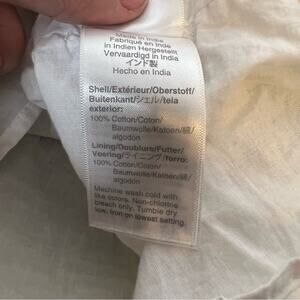 Made in India
Fabriqué en Inde
in Indien Hergestellt
Vervaardigd in India
インド製
Hecho en India
Shell/Extérieur/Oberstoff/
Buitenkant/シェル/tela
exterior:
100% Cotton/Coton/
Baumwolle/Katoen/綿/
algodón
Lining/Doublure/Futter/
Voering/ライニング/forro:
100% Cotton/Coton/
Baumwolle/Katoen/綿/
algodón
Machine wash cold with
like colors. Non-chlorine
bleach only. Tumble dry
low. Iron on lowest setting.